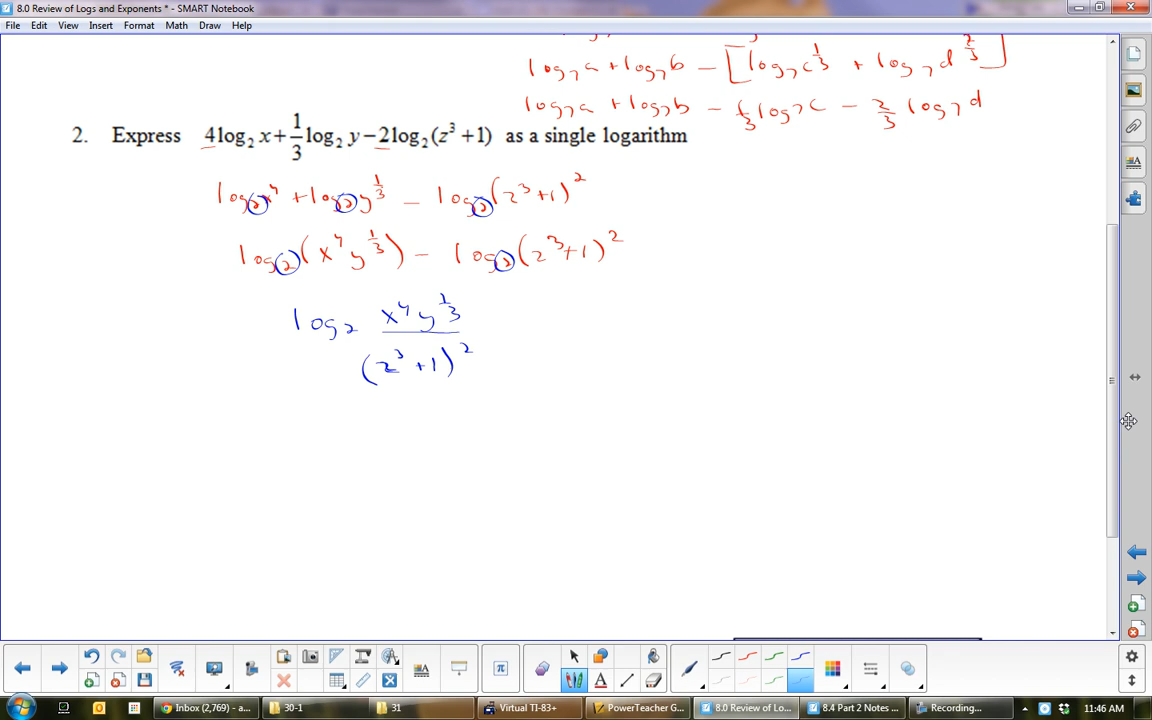 8.0 Review of Logs and Exponents * - SMART Notebook
File Edit View Insert Format Math Draw Help
log₇a + log₇b - [log₇c^(1/3) + log₇d^(2/3)]
log₇a + log₇b - 1/3 log₇c - 2/3 log₇d
2. Express 4log₂ x + 1/3 log₂ y - 2log₂(z³ + 1) as a single logarithm
log₂x⁴ + log₂y^(1/3) - log₂(z³+1)²
log₂(x⁴y^(1/3)) - log₂(z³+1)²
log₂ x⁴y^(1/3)
(z³+1)²
π
Inbox (2,769) - a...
30-1
31
Virtual TI-83+
PowerTeacher G...
8.0 Review of Lo...
8.4 Part 2 Notes ...
Recording...
11:46 AM